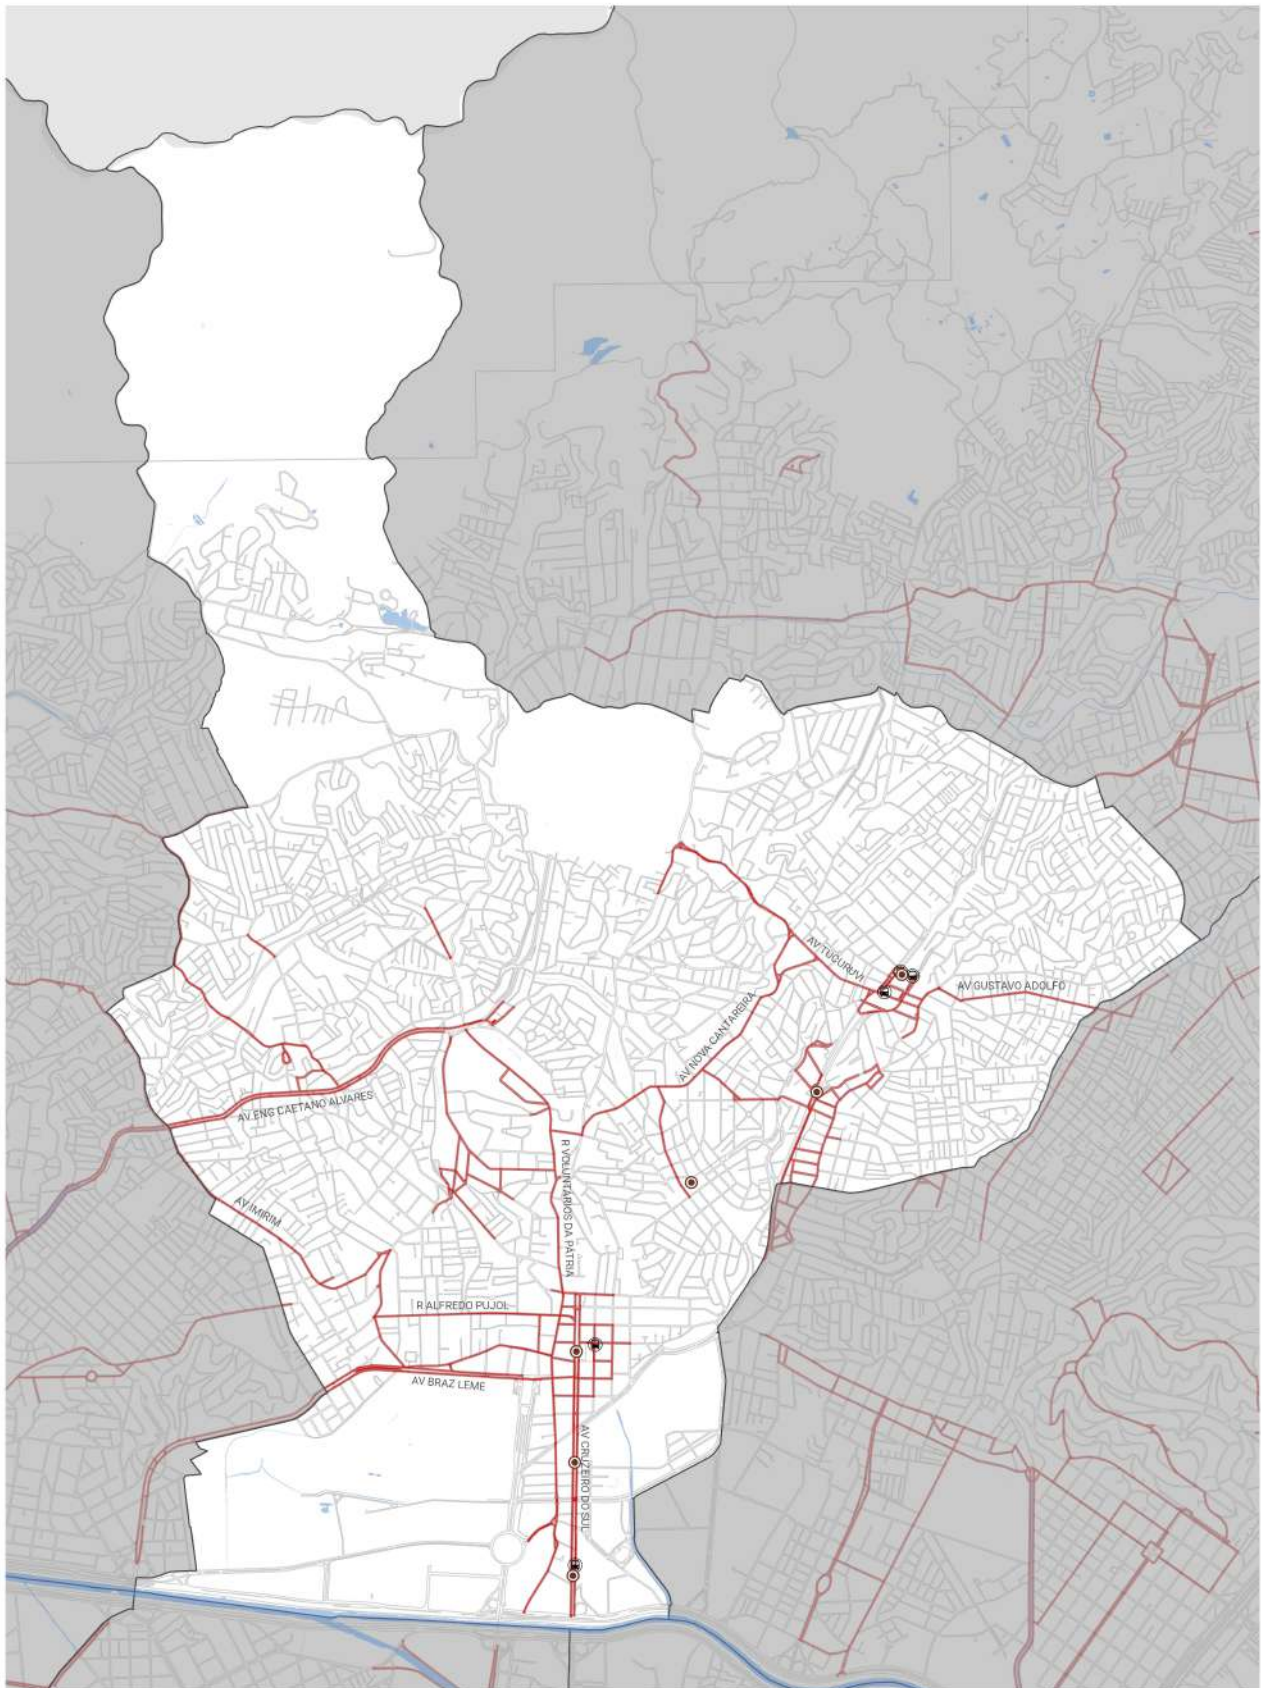 AV TUCURUVI
AV GUSTAVO ADOLFO
AV NOVA CANTAREIRA
AV ENG CAETANO ALVARES
R VOLUNTÁRIOS DA PÁTRIA
AV IMIRIM
R ALFREDO PUJOL
AV BRAZ LEME
AV CRUZEIRO DO SUL